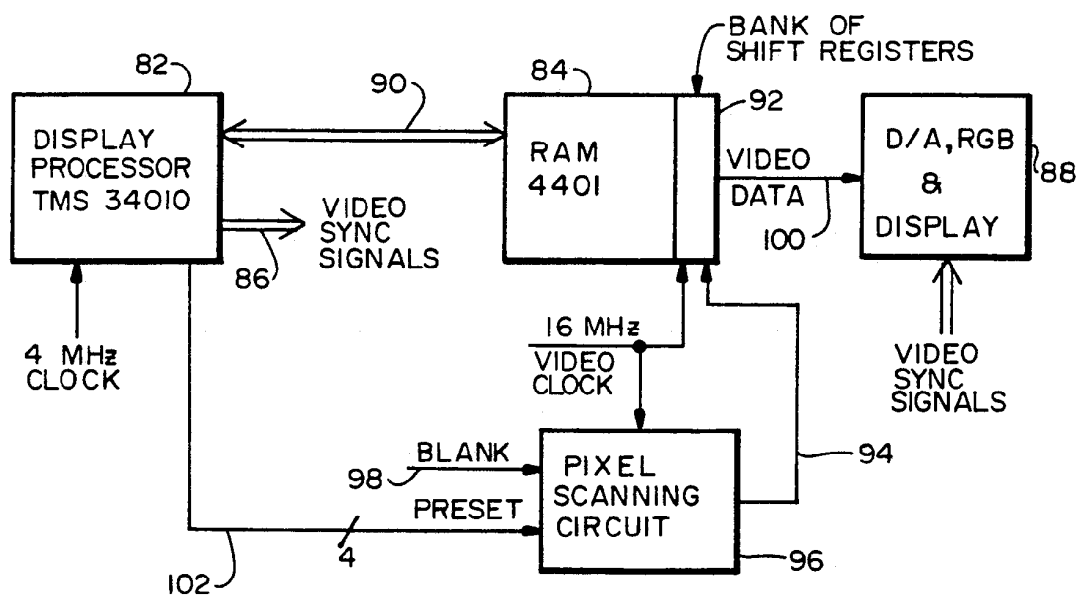 BANK OF
SHIFT REGISTERS
82
90
84
92
DISPLAY
PROCESSOR
TMS 34010
RAM
4401
VIDEO
DATA
100
D/A, RGB
&
DISPLAY
88
VIDEO
SYNC
SIGNALS
86
4 MHz
CLOCK
16 MHz
VIDEO
CLOCK
VIDEO
SYNC
SIGNALS
BLANK
98
PRESET
4
102
PIXEL
SCANNING
CIRCUIT
94
96